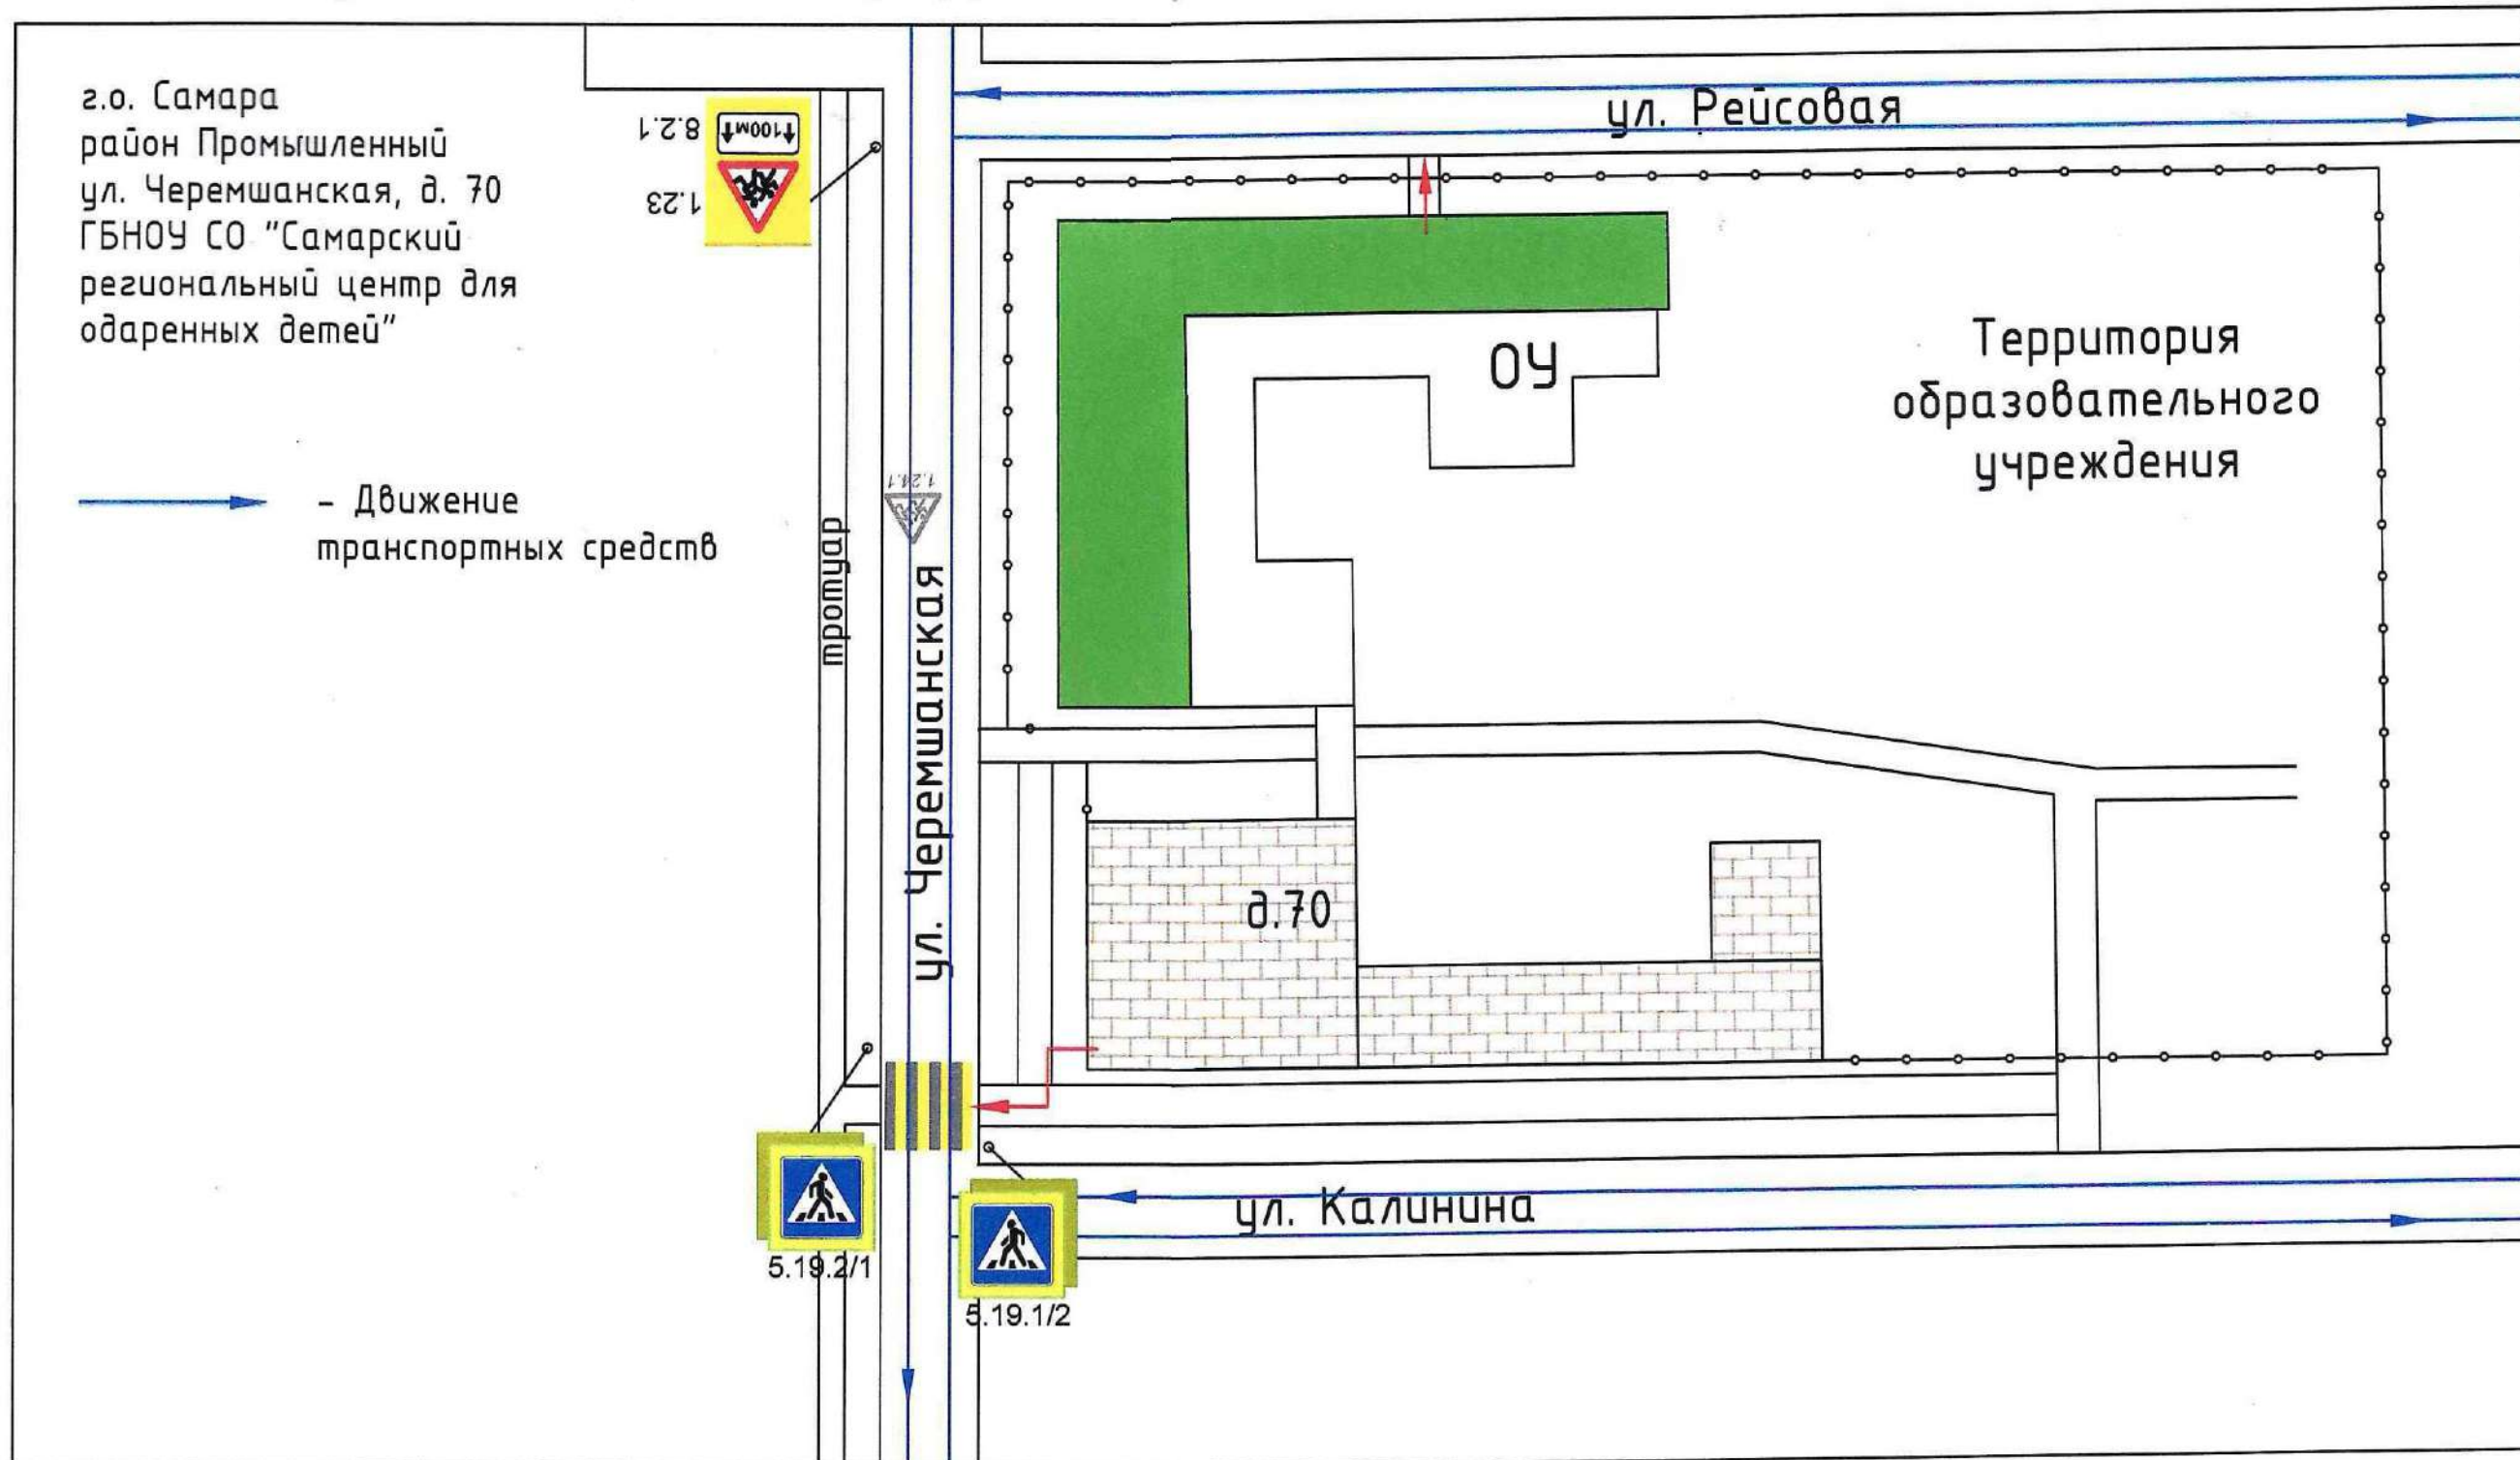 г.о. Самара
район Промышленный
ул. Черемшанская, д. 70
ГБНОУ СО "Самарский
региональный центр для
одаренных детей"
– Движение
транспортных средств
8.2.1
100м
1.23
ул. Рейсовая
ОУ
Территория
образовательного
учреждения
1.24.1
тротуар
ул. Черемшанская
д.70
ул. Калинина
5.19.2/1
5.19.1/2